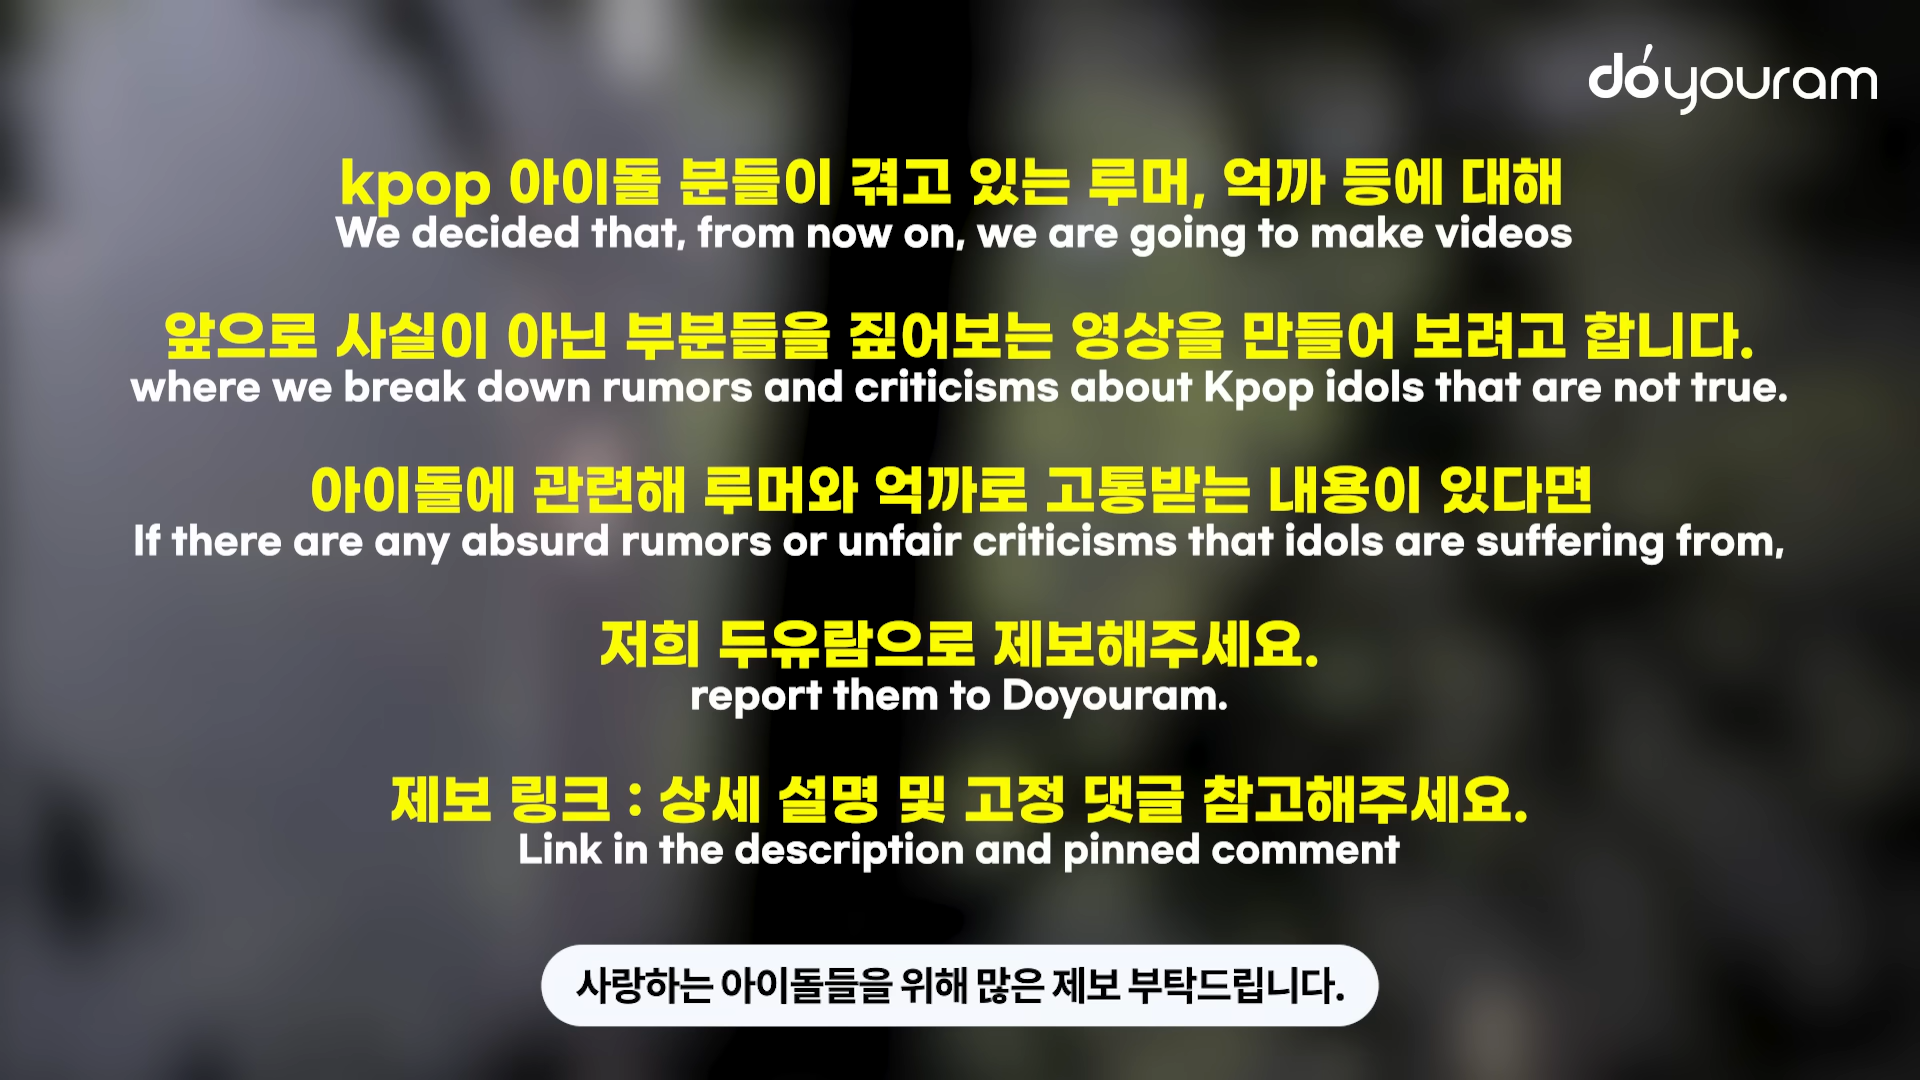 doyouram
kpop 아이돌 분들이 겪고 있는 루머, 억까 등에 대해
We decided that, from now on, we are going to make videos
앞으로 사실이 아닌 부분들을 짚어보는 영상을 만들어 보려고 합니다.
where we break down rumors and criticisms about Kpop idols that are not true.
아이돌에 관련해 루머와 억까로 고통받는 내용이 있다면
If there are any absurd rumors or unfair criticisms that idols are suffering from,
저희 두유람으로 제보해주세요.
report them to Doyouram.
제보 링크 : 상세 설명 및 고정 댓글 참고해주세요.
Link in the description and pinned comment
사랑하는 아이돌들을 위해 많은 제보 부탁드립니다.